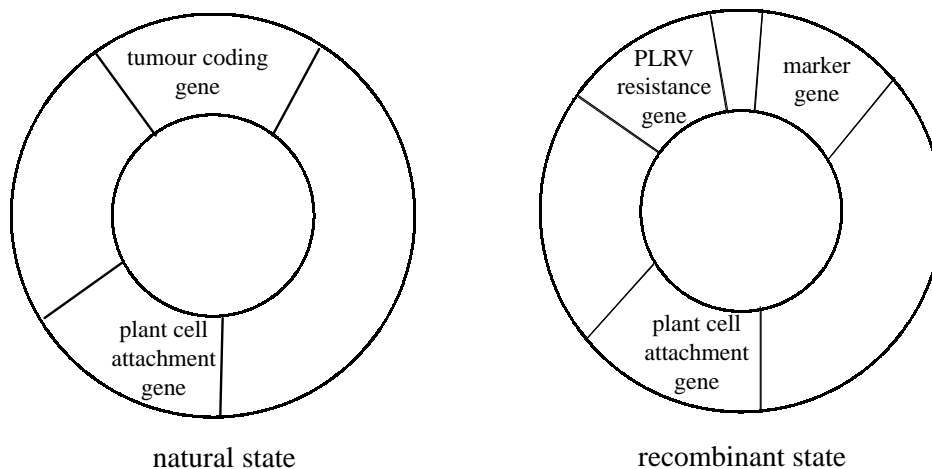 tumour coding
gene
plant cell
attachment
gene
natural state
PLRV
resistance
gene
marker
gene
plant cell
attachment
gene
recombinant state